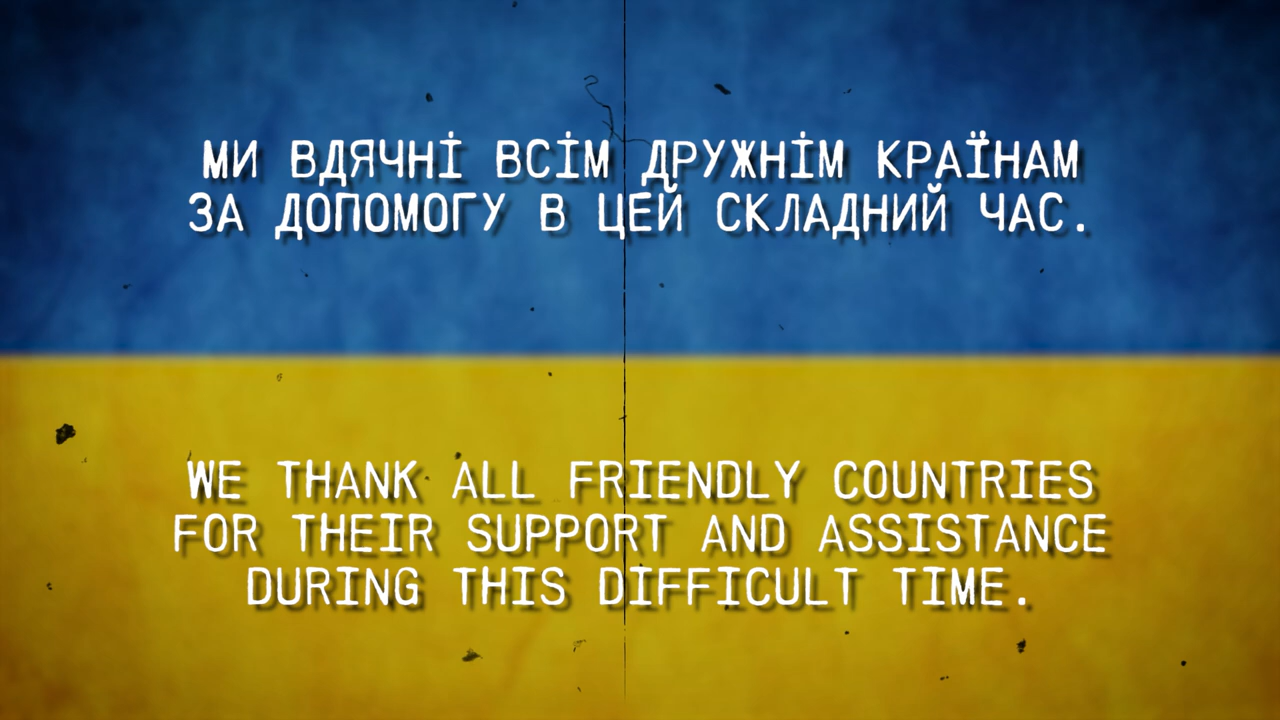 МИ ВДЯЧНІ ВСІМ ДРУЖНІМ КРАЇНАМ
ЗА ДОПОМОГУ В ЦЕЙ СКЛАДНИЙ ЧАС.
WE THANK ALL FRIENDLY COUNTRIES
FOR THEIR SUPPORT AND ASSISTANCE
DURING THIS DIFFICULT TIME.